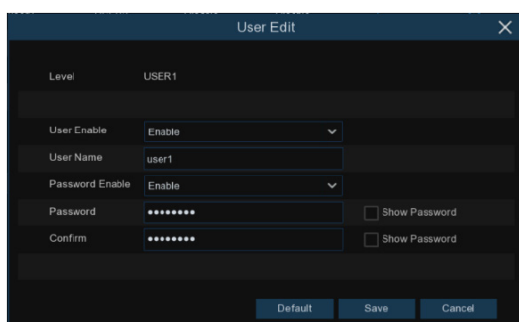 User Edit
Level USER1
User Enable Enable
User Name user1
Password Enable Enable
Password •••••••• Show Password
Confirm •••••••• Show Password
Default Save Cancel